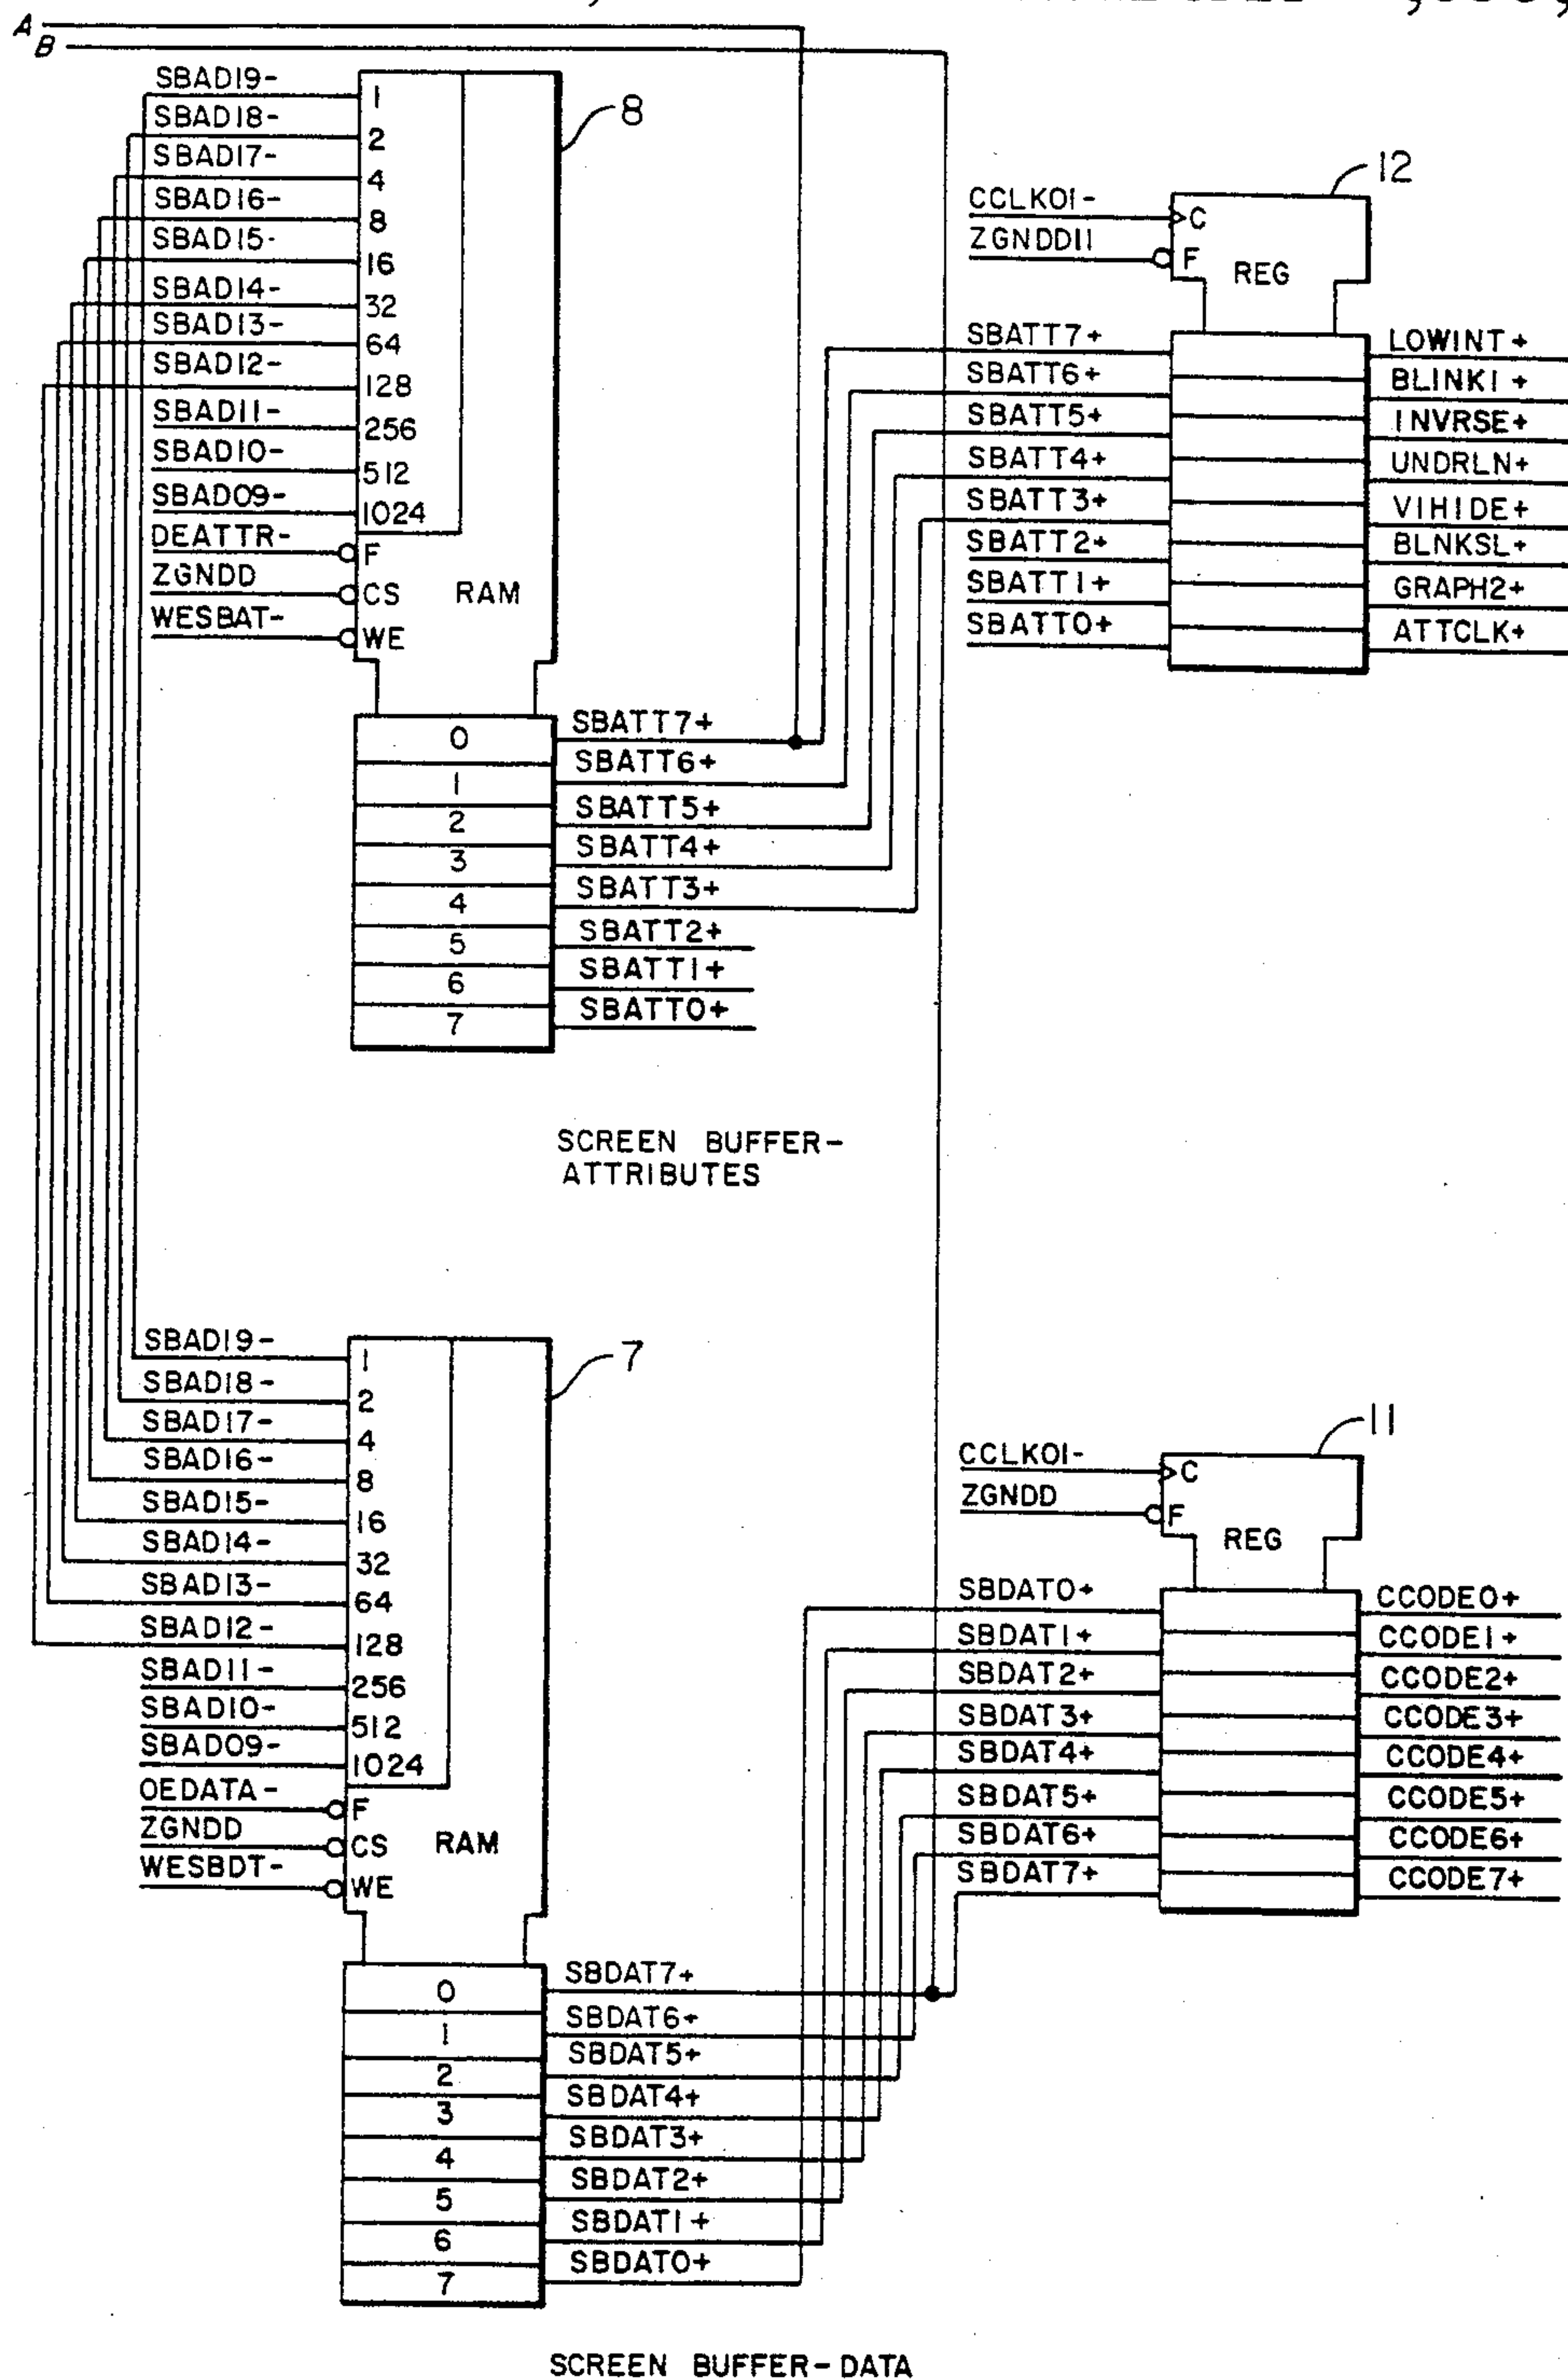 A
B
SBAD19-
SBAD18-
SBAD17-
SBAD16-
SBAD15-
SBAD14-
SBAD13-
SBAD12-
SBAD11-
SBAD10-
SBAD09-
DEATTR-
ZGNDD
WESBAT-
1
2
4
8
16
32
64
128
256
512
1024
F
CS
WE
RAM
8
0
1
2
3
4
5
6
7
SBATT7+
SBATT6+
SBATT5+
SBATT4+
SBATT3+
SBATT2+
SBATT1+
SBATT0+
SCREEN BUFFER-
ATTRIBUTES
12
CCLK01-
ZGNDD11
C
F
REG
SBATT7+
SBATT6+
SBATT5+
SBATT4+
SBATT3+
SBATT2+
SBATT1+
SBATT0+
LOWINT+
BLINK1+
INVRSE+
UNDRLN+
VIHIDE+
BLNKSL+
GRAPH2+
ATTCLK+
SBAD19-
SBAD18-
SBAD17-
SBAD16-
SBAD15-
SBAD14-
SBAD13-
SBAD12-
SBAD11-
SBAD10-
SBAD09-
OEDATA-
ZGNDD
WESBDT-
1
2
4
8
16
32
64
128
256
512
1024
F
CS
WE
RAM
7
0
1
2
3
4
5
6
7
SBDAT7+
SBDAT6+
SBDAT5+
SBDAT4+
SBDAT3+
SBDAT2+
SBDAT1+
SBDAT0+
11
CCLK01-
ZGNDD
C
F
REG
SBDAT0+
SBDAT1+
SBDAT2+
SBDAT3+
SBDAT4+
SBDAT5+
SBDAT6+
SBDAT7+
CCODE0+
CCODE1+
CCODE2+
CCODE3+
CCODE4+
CCODE5+
CCODE6+
CCODE7+
SCREEN BUFFER-DATA